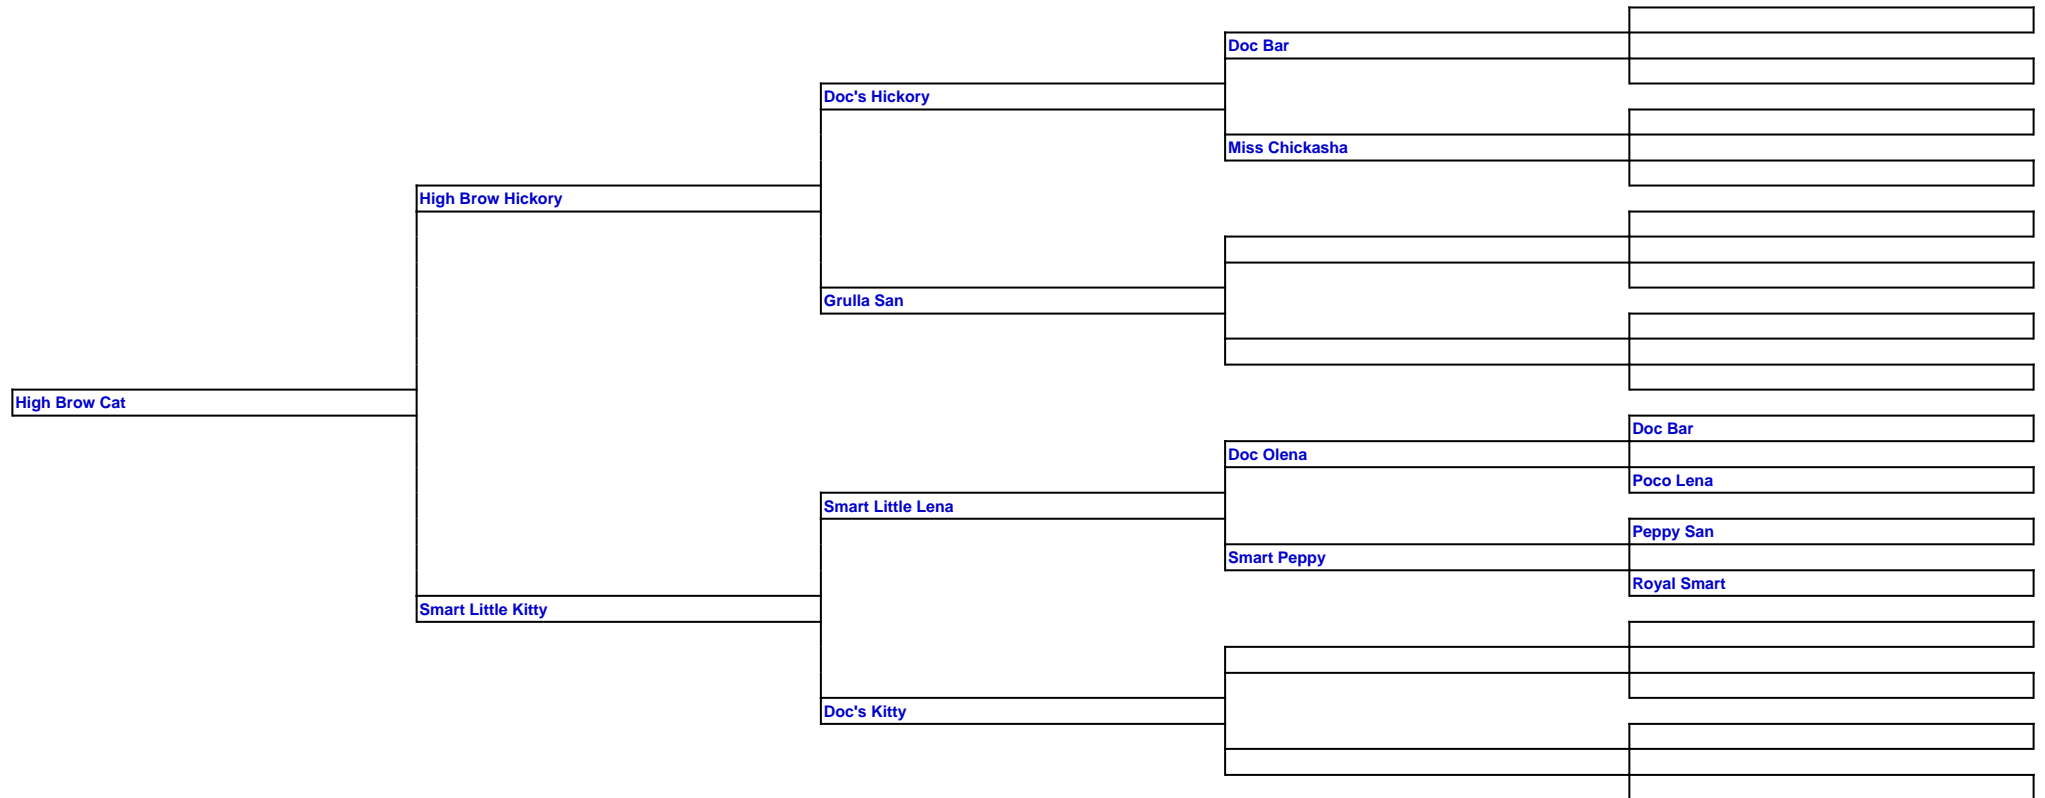 Doc Bar
Doc's Hickory
Miss Chickasha
High Brow Hickory
Grulla San
High Brow Cat
Doc Bar
Doc Olena
Poco Lena
Smart Little Lena
Peppy San
Smart Peppy
Royal Smart
Smart Little Kitty
Doc's Kitty